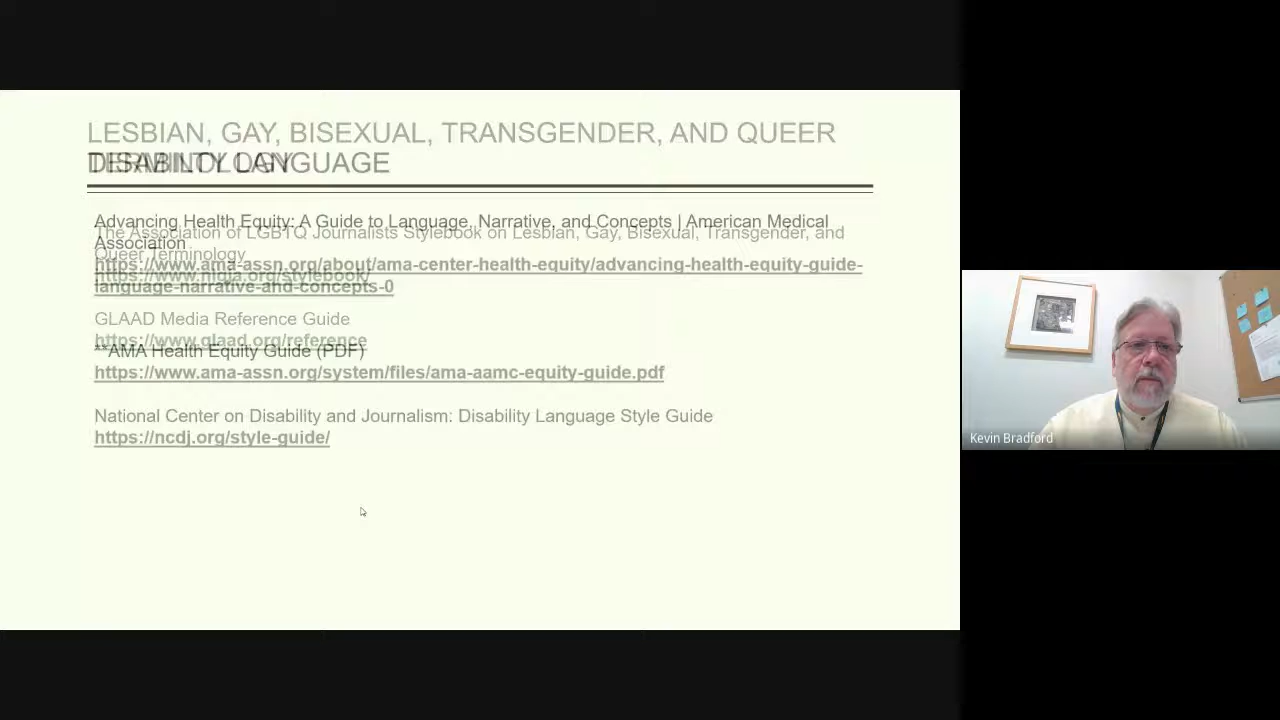 LESBIAN, GAY, BISEXUAL, TRANSGENDER, AND QUEER
TERMINOLOGY
DISABILITY LANGUAGE
Advancing Health Equity: A Guide to Language, Narrative, and Concepts | American Medical
Association
The Association of LGBTQ Journalists Stylebook on Lesbian, Gay, Bisexual, Transgender, and
Queer Terminology
https://www.ama-assn.org/about/ama-center-health-equity/advancing-health-equity-guide-
language-narrative-and-concepts-0
https://www.nlgja.org/stylebook/
GLAAD Media Reference Guide
https://www.glaad.org/reference
**AMA Health Equity Guide (PDF)
https://www.ama-assn.org/system/files/ama-aamc-equity-guide.pdf
National Center on Disability and Journalism: Disability Language Style Guide
https://ncdj.org/style-guide/
Kevin Bradford